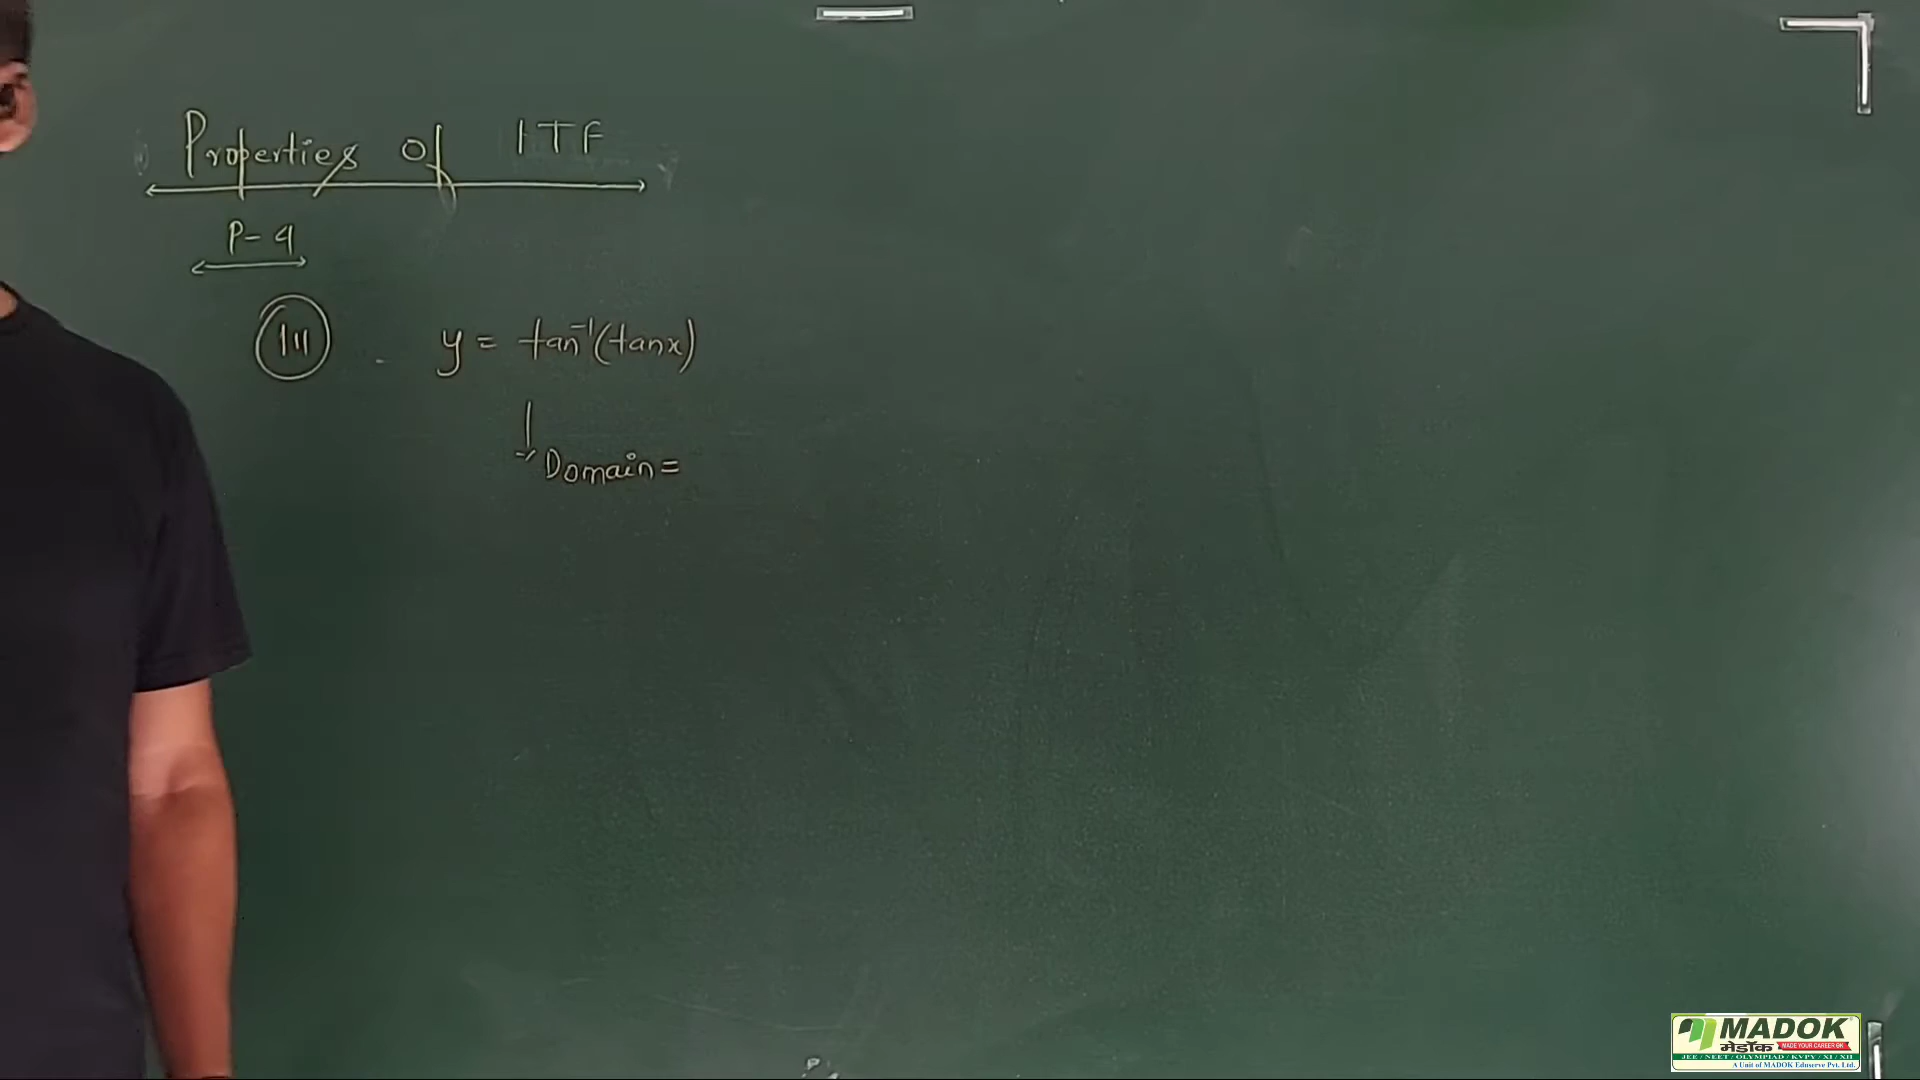 Properties of ITF
P-4
III y = tan⁻¹(tanx)
Domain =
MADOK
मेडॉक MADE YOUR CAREER OK
JEE / NEET / OLYMPIAD / KVPY / XI / XII
A Unit of MADOK Eduserve Pvt. Ltd.